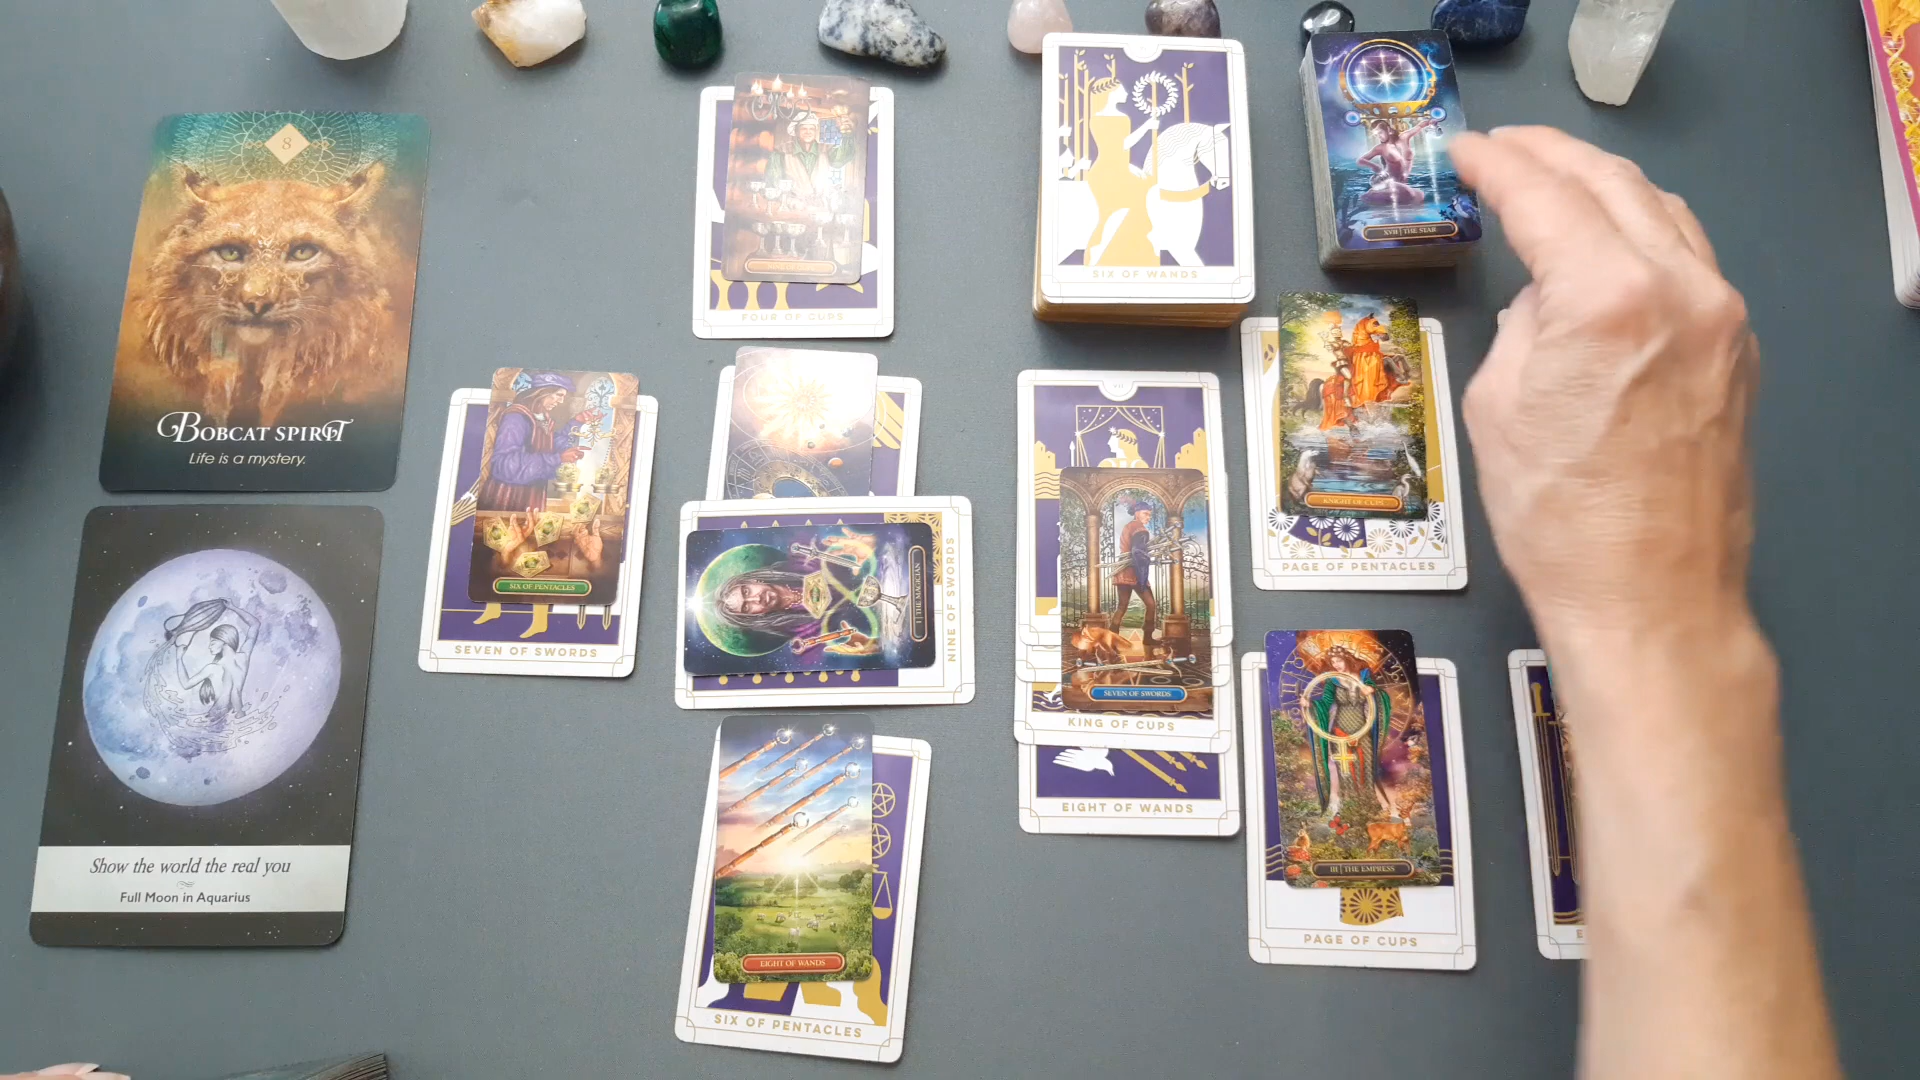 8
BOBCAT SPIRIT
Life is a mystery.
Show the world the real you
Full Moon in Aquarius
FOUR OF CUPS
SIX OF WANDS
XVII | THE STAR
SIX OF PENTACLES
SEVEN OF SWORDS
I | THE MAGICIAN
NINE OF SWORDS
EIGHT OF WANDS
SIX OF PENTACLES
VII
SEVEN OF SWORDS
KING OF CUPS
EIGHT OF WANDS
KNIGHT OF CUPS
PAGE OF PENTACLES
III | THE EMPRESS
PAGE OF CUPS